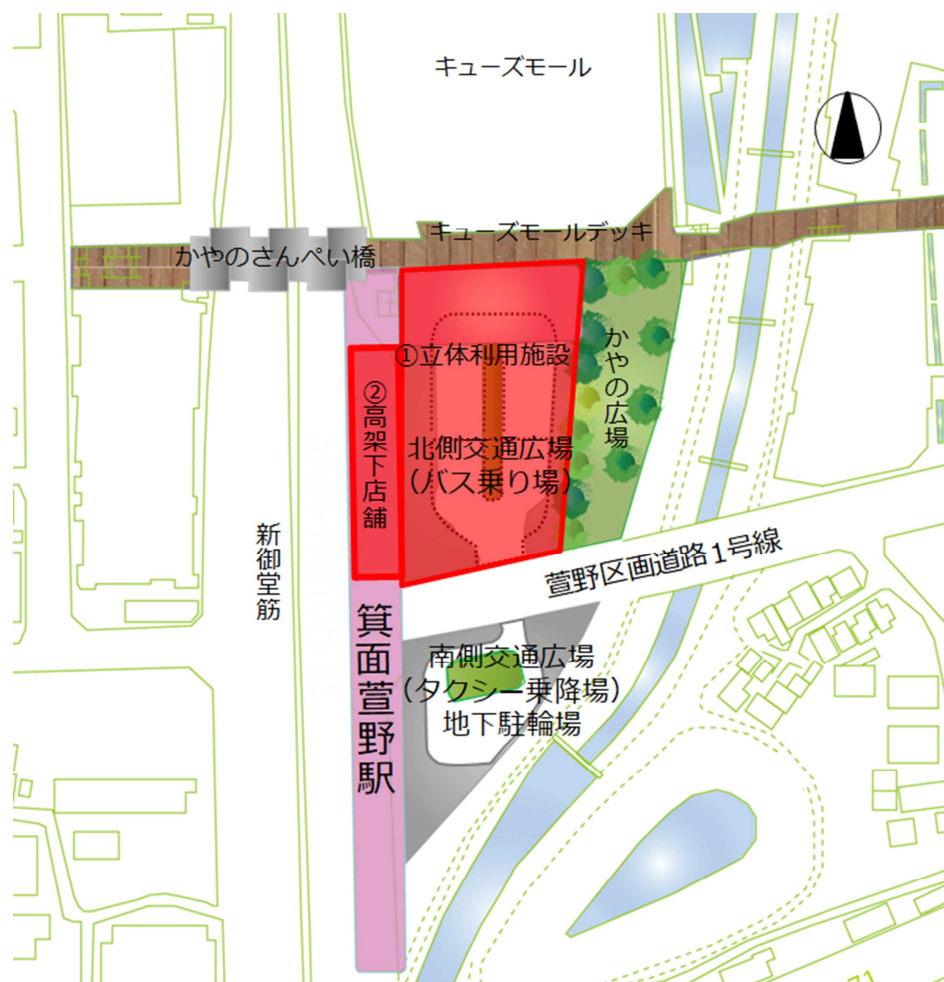 キューズモール
キューズモールデッキ
かやのさんぺい橋
①立体利用施設
かやの広場
②高架下店舗
北側交通広場
（バス乗り場）
新御堂筋
萱野区画道路1号線
箕面萱野駅
南側交通広場
（タクシー乗降場）
地下駐輪場